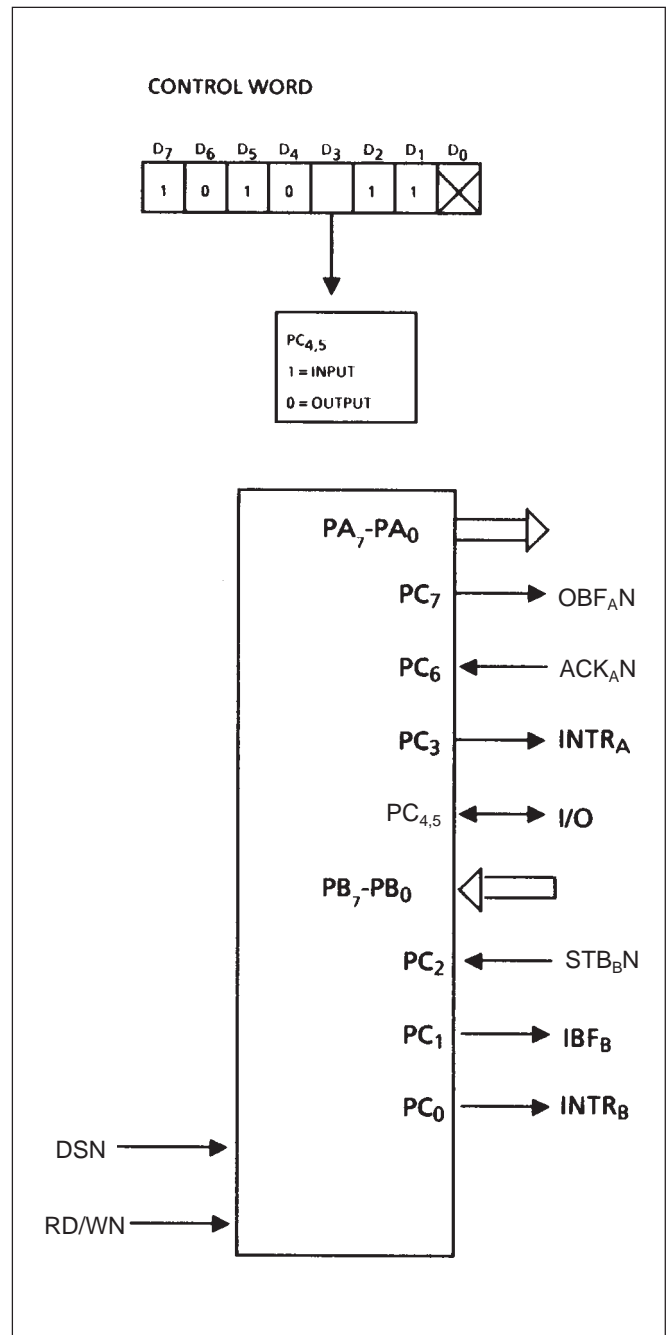 CONTROL WORD
D7 D6 D5 D4 D3 D2 D1 D0
1 0 1 0 1 1
PC4,5
1 = INPUT
0 = OUTPUT
PA7-PA0
PC7 OBFAN
PC6 ACKAN
PC3 INTRA
PC4,5 I/O
PB7-PB0
PC2 STBBN
PC1 IBFB
PC0 INTRB
DSN
RD/WN